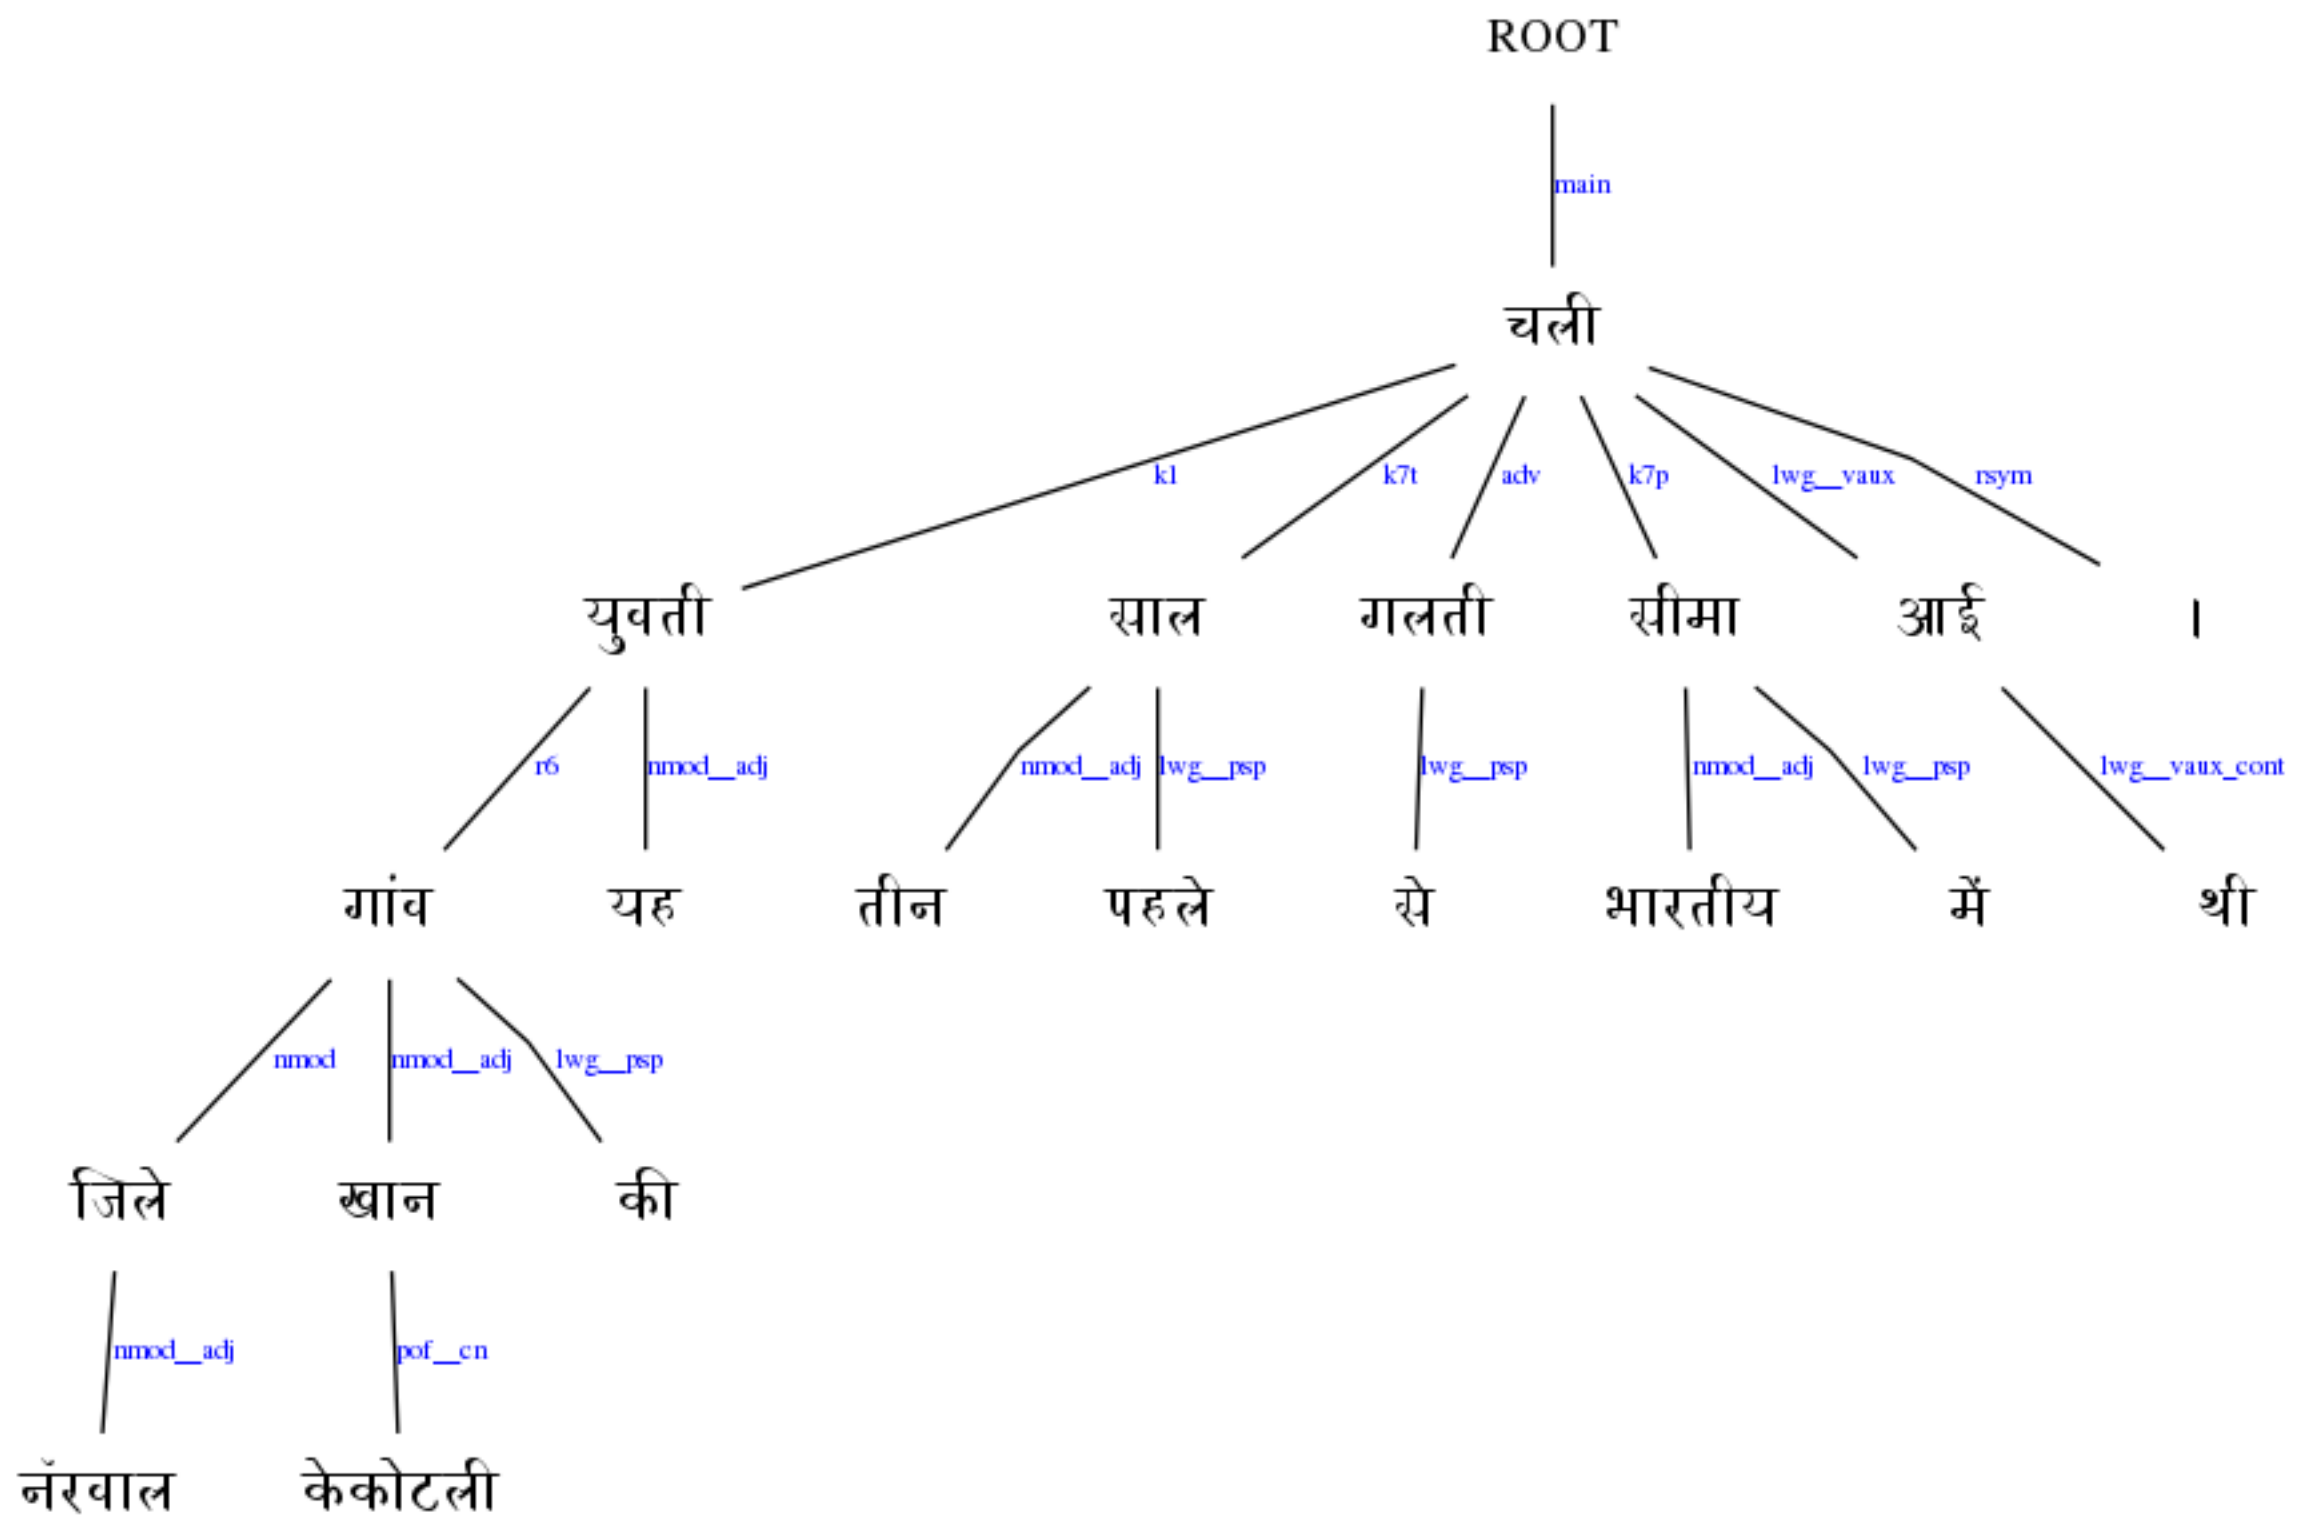 ROOT
main
चली
k1 k7t adv k7p lwg__vaux rsym
युवती साल गलती सीमा आई ।
r6 nmod__adj nmod__adj lwg__psp lwg__psp nmod__adj lwg__psp lwg__vaux_cont
गांव यह तीन पहले से भारतीय में थी
nmod nmod__adj lwg__psp
जिले खान की
nmod__adj pof__cn
नॅरवाल केकोटली